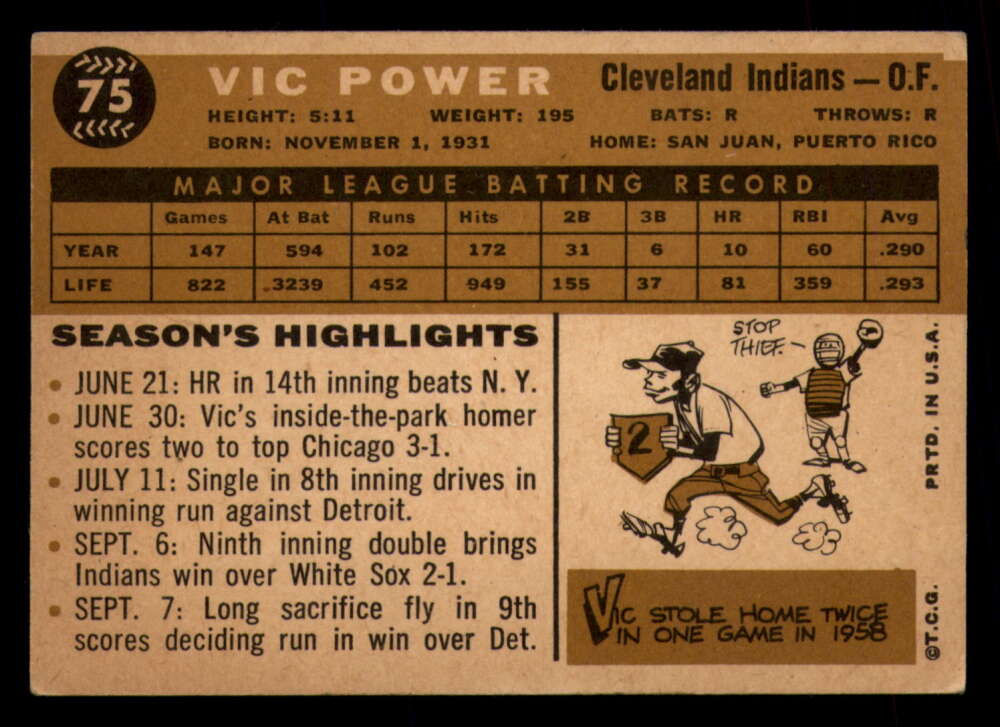 75
VIC POWER
Cleveland Indians — O.F.
HEIGHT: 5:11 WEIGHT: 195 BATS: R THROWS: R
BORN: NOVEMBER 1, 1931 HOME: SAN JUAN, PUERTO RICO
MAJOR LEAGUE BATTING RECORD
Games At Bat Runs Hits 2B 3B HR RBI Avg
YEAR 147 594 102 172 31 6 10 60 .290
LIFE 822 .3239 452 949 155 37 81 359 .293
SEASON'S HIGHLIGHTS
• JUNE 21: HR in 14th inning beats N. Y.
• JUNE 30: Vic's inside-the-park homer
scores two to top Chicago 3-1.
• JULY 11: Single in 8th inning drives in
winning run against Detroit.
• SEPT. 6: Ninth inning double brings
Indians win over White Sox 2-1.
• SEPT. 7: Long sacrifice fly in 9th
scores deciding run in win over Det.
STOP
THIEF.
2
VIC STOLE HOME TWICE
IN ONE GAME IN 1958
PRTD. IN U.S.A.
©T.C.G.